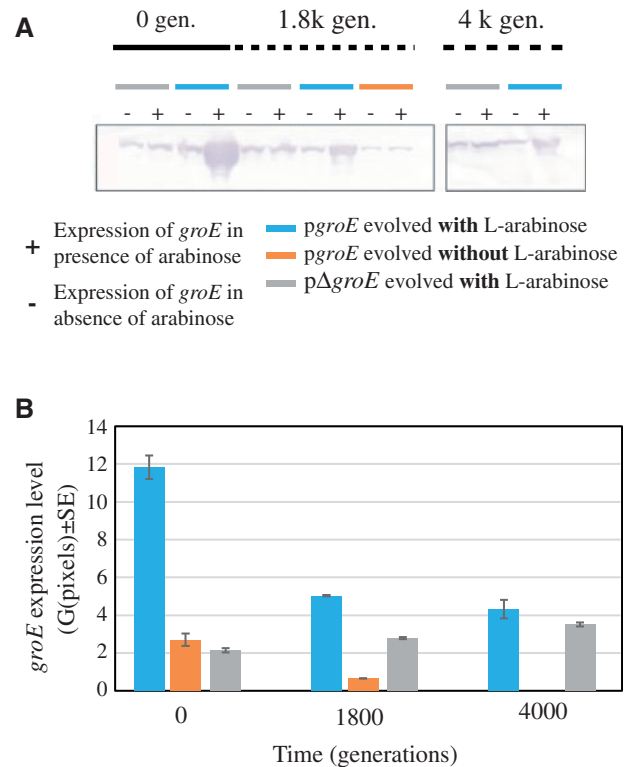 A
0 gen. 1.8k gen. 4 k gen.
- + - + - + - + - + - + - +
+ Expression of groE in presence of arabinose
- Expression of groE in absence of arabinose
pgroE evolved with L-arabinose
pgroE evolved without L-arabinose
pΔgroE evolved with L-arabinose
B
groE expression level
(G(pixels)±SE)
14
12
10
8
6
4
2
0
0 1800 4000
Time (generations)